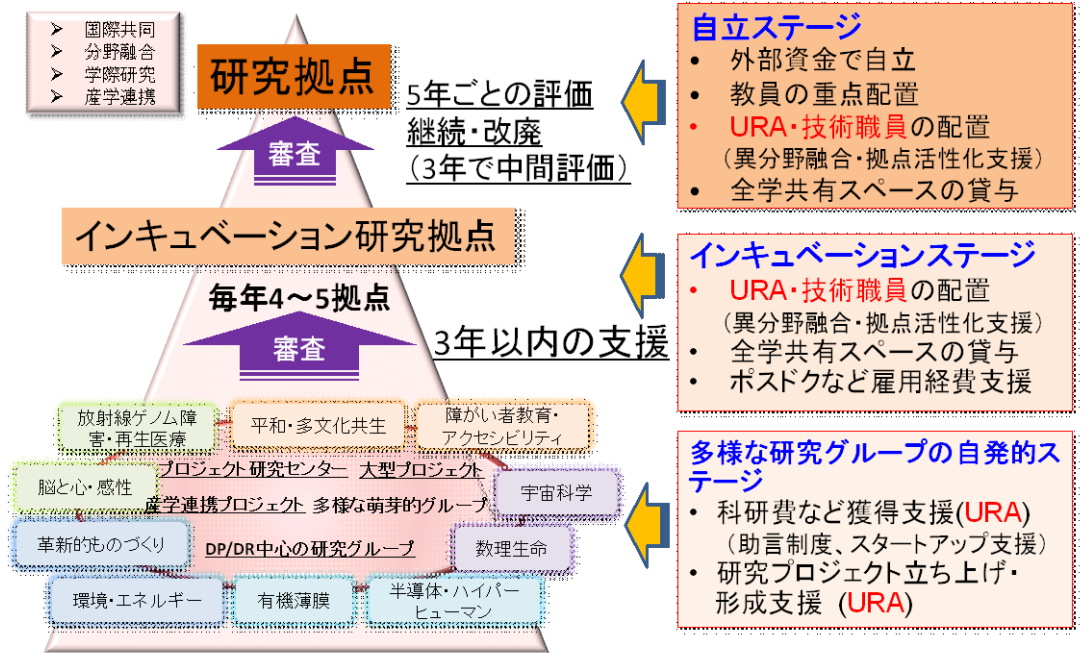 ➤ 国際共同
➤ 分野融合
➤ 学際研究
➤ 産学連携
研究拠点
審査
5年ごとの評価
継続・改廃
(3年で中間評価)
自立ステージ
• 外部資金で自立
• 教員の重点配置
• URA・技術職員の配置
(異分野融合・拠点活性化支援)
• 全学共有スペースの貸与
インキュベーション研究拠点
毎年4～5拠点
審査
3年以内の支援
インキュベーションステージ
• URA・技術職員の配置
(異分野融合・拠点活性化支援)
• 全学共有スペースの貸与
• ポスドクなど雇用経費支援
放射線ゲノム障
害・再生医療
平和・多文化共生
障がい者教育・
アクセシビリティ
脳と心・感性
プロジェクト研究センター 大型プロジェクト
宇宙科学
産学連携プロジェクト 多様な萌芽的グループ
革新的ものづくり
DP/DR中心の研究グループ
数理生命
環境・エネルギー
有機薄膜
半導体・ハイパー
ヒューマン
多様な研究グループの自発的ス
テージ
• 科研費など獲得支援(URA)
(助言制度、スタートアップ支援)
• 研究プロジェクト立ち上げ・
形成支援 (URA)